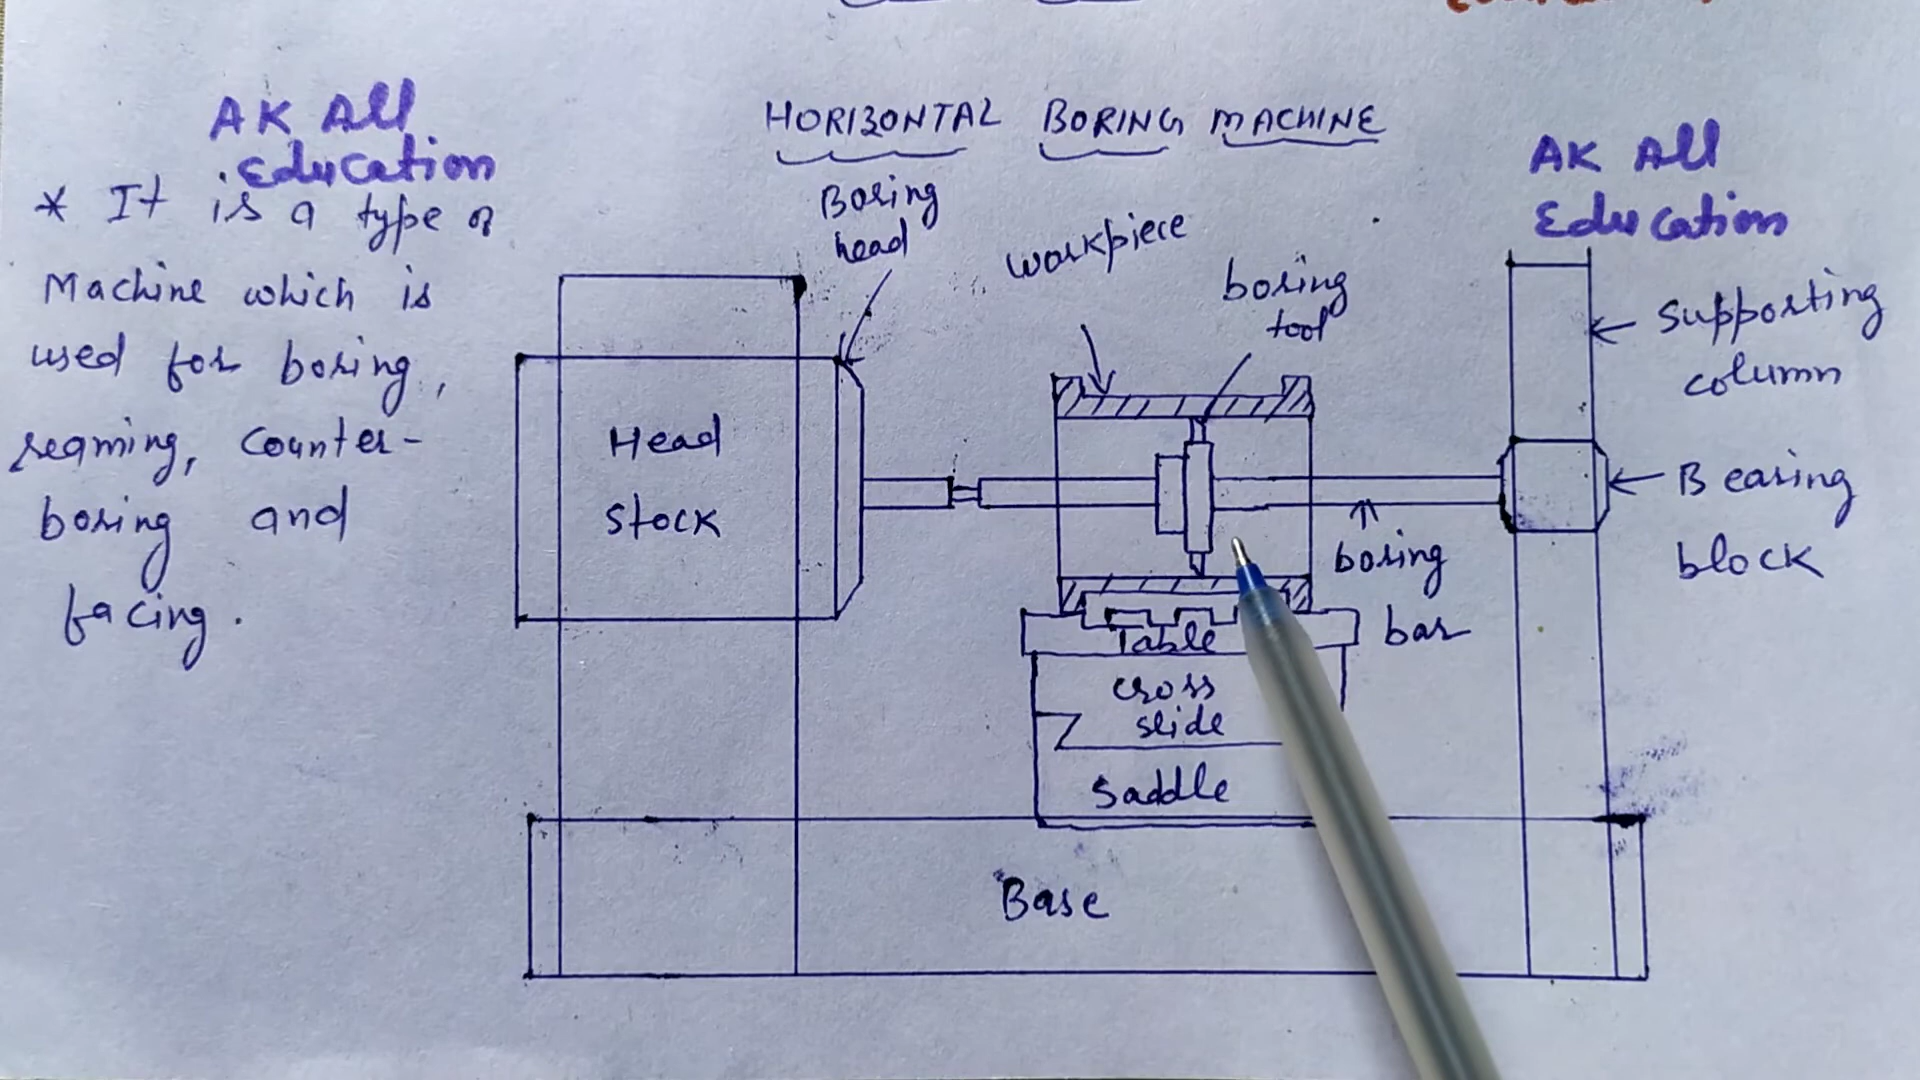 AK All
Education
HORIZONTAL BORING MACHINE
AK All
Education
* It is a type of
Machine which is
used for boring,
reaming, Counter-
boring and
facing.
Boring
head
workpiece
boring
tool
Supporting
column
Head
Stock
Bearing
block
boring
bar
Table
cross
slide
Saddle
Base